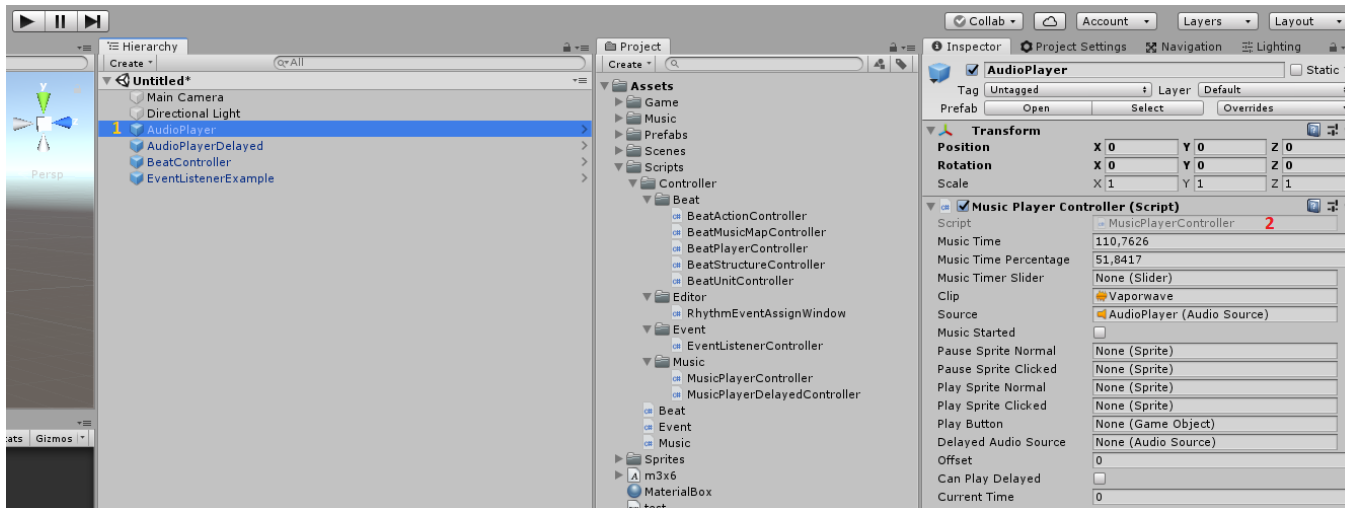 Collab
Account
Layers
Layout
Hierarchy
Create
All
Untitled*
Main Camera
Directional Light
1 AudioPlayer
AudioPlayerDelayed
BeatController
EventListenerExample
y
z
Persp
Gizmos
Project
Create
Assets
Game
Music
Prefabs
Scenes
Scripts
Controller
Beat
BeatActionController
BeatMusicMapController
BeatPlayerController
BeatStructureController
BeatUnitController
Editor
RhythmEventAssignWindow
Event
EventListenerController
Music
MusicPlayerController
MusicPlayerDelayedController
Beat
Event
Music
Sprites
m3x6
MaterialBox
Inspector Project Settings Navigation Lighting
AudioPlayer Static
Tag Untagged Layer Default
Prefab Open Select Overrides
Transform
Position X 0 Y 0 Z 0
Rotation X 0 Y 0 Z 0
Scale X 1 Y 1 Z 1
Music Player Controller (Script)
Script MusicPlayerController 2
Music Time 110,7626
Music Time Percentage 51,8417
Music Timer Slider None (Slider)
Clip Vaporwave
Source AudioPlayer (Audio Source)
Music Started
Pause Sprite Normal None (Sprite)
Pause Sprite Clicked None (Sprite)
Play Sprite Normal None (Sprite)
Play Sprite Clicked None (Sprite)
Play Button None (Game Object)
Delayed Audio Source None (Audio Source)
Offset 0
Can Play Delayed
Current Time 0